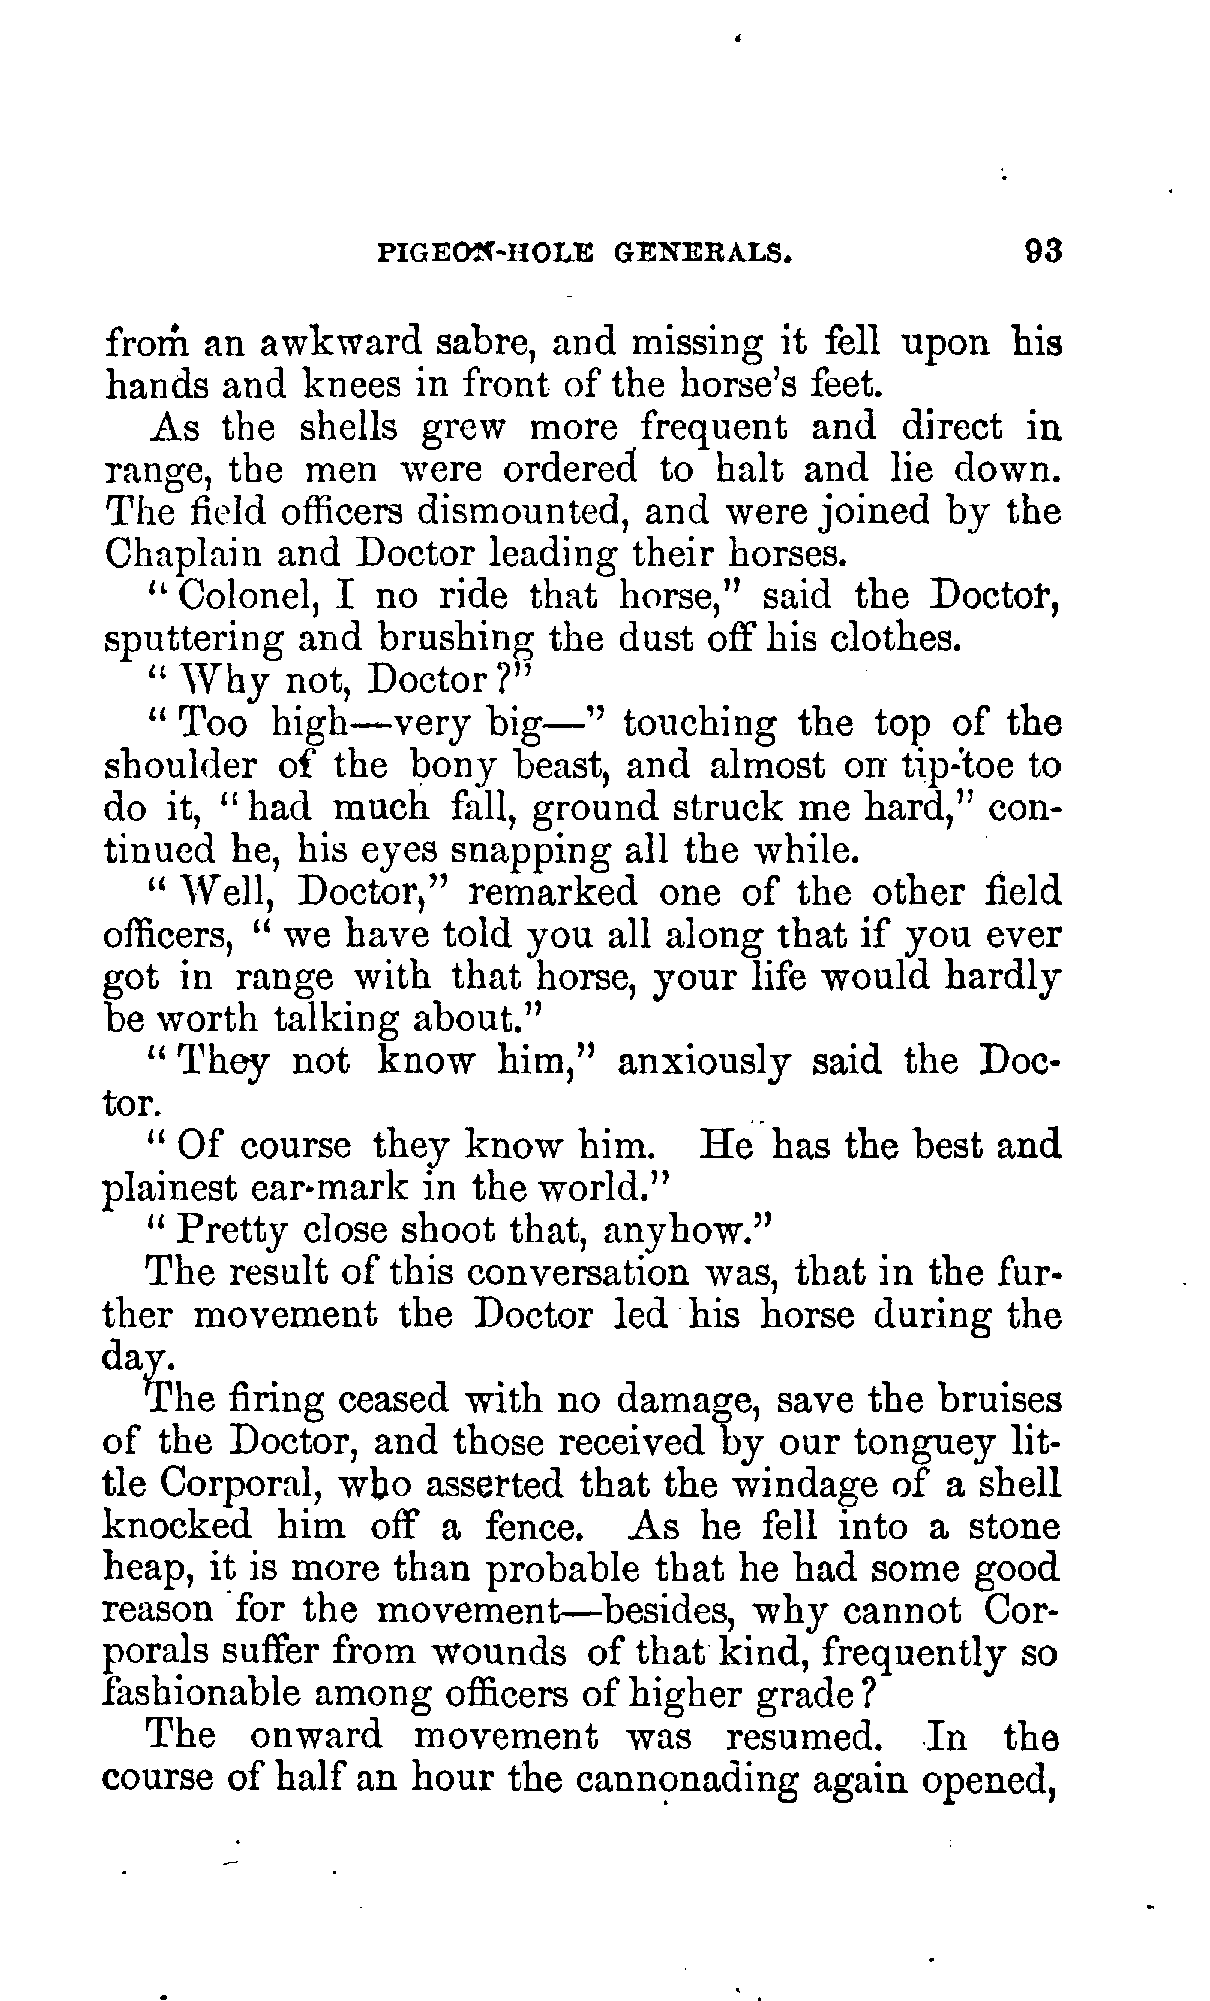 PIGEON-HOLE GENERALS. 93
from an awkward sabre, and missing it fell upon his
hands and knees in front of the horse's feet.
As the shells grew more frequent and direct in
range, the men were ordered to halt and lie down.
The field officers dismounted, and were joined by the
Chaplain and Doctor leading their horses.
"Colonel, I no ride that horse," said the Doctor,
sputtering and brushing the dust off his clothes.
"Why not, Doctor?"
"Too high—very big—" touching the top of the
shoulder of the bony beast, and almost on tip-toe to
do it, "had much fall, ground struck me hard," con-
tinued he, his eyes snapping all the while.
"Well, Doctor," remarked one of the other field
officers, "we have told you all along that if you ever
got in range with that horse, your life would hardly
be worth talking about."
"They not know him," anxiously said the Doc-
tor.
"Of course they know him. He has the best and
plainest ear-mark in the world."
"Pretty close shoot that, anyhow."
The result of this conversation was, that in the fur-
ther movement the Doctor led his horse during the
day.
The firing ceased with no damage, save the bruises
of the Doctor, and those received by our tonguey lit-
tle Corporal, who asserted that the windage of a shell
knocked him off a fence. As he fell into a stone
heap, it is more than probable that he had some good
reason for the movement—besides, why cannot Cor-
porals suffer from wounds of that kind, frequently so
fashionable among officers of higher grade?
The onward movement was resumed. In the
course of half an hour the cannonading again opened,